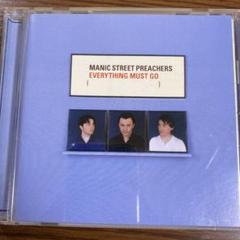 MANIC STREET PREACHERS
EVERYTHING MUST GO
( )